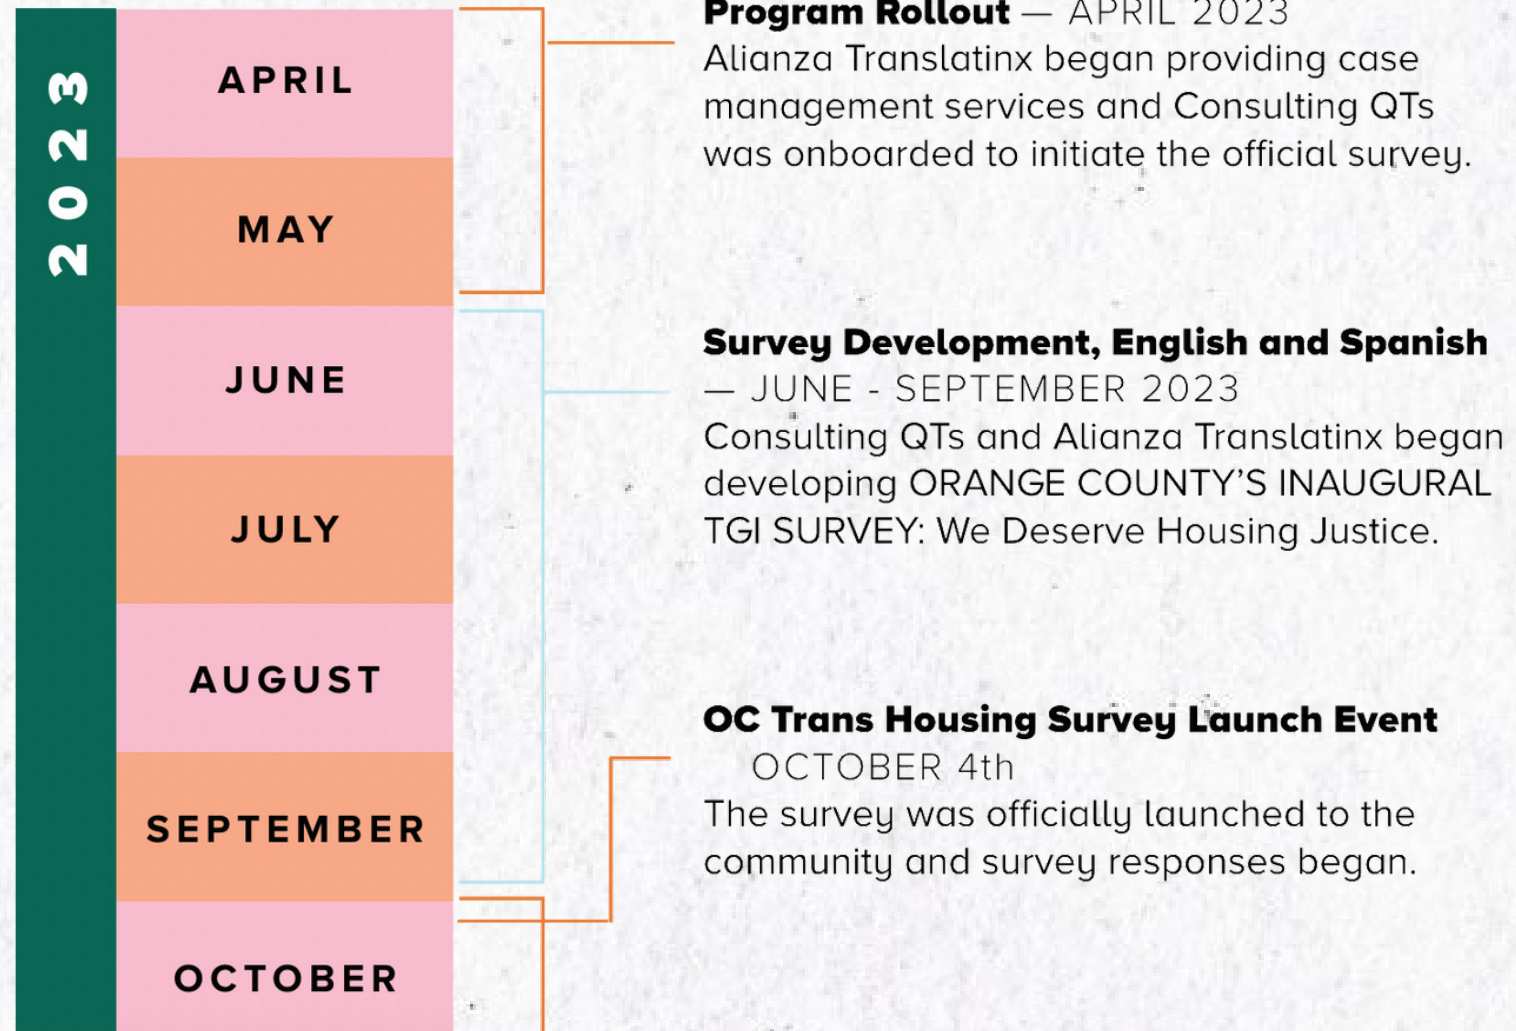 2023
APRIL
MAY
JUNE
JULY
AUGUST
SEPTEMBER
OCTOBER
Program Rollout — APRIL 2023
Alianza Translatinx began providing case
management services and Consulting QTs
was onboarded to initiate the official survey.
Survey Development, English and Spanish
— JUNE - SEPTEMBER 2023
Consulting QTs and Alianza Translatinx began
developing ORANGE COUNTY’S INAUGURAL
TGI SURVEY: We Deserve Housing Justice.
OC Trans Housing Survey Launch Event
OCTOBER 4th
The survey was officially launched to the
community and survey responses began.